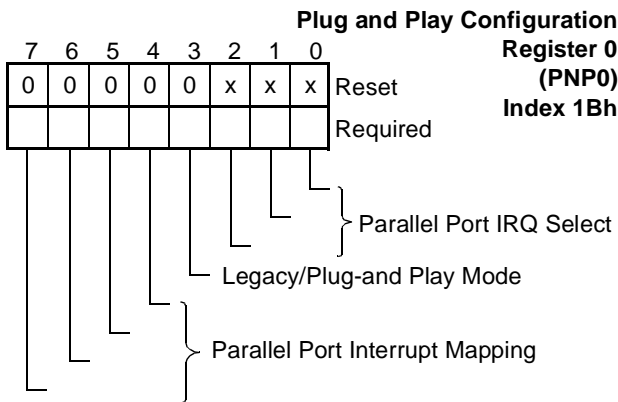 Plug and Play Configuration
Register 0
(PNP0)
Index 1Bh
7 6 5 4 3 2 1 0
0 0 0 0 0 x x x Reset
Required
Parallel Port IRQ Select
Legacy/Plug-and Play Mode
Parallel Port Interrupt Mapping